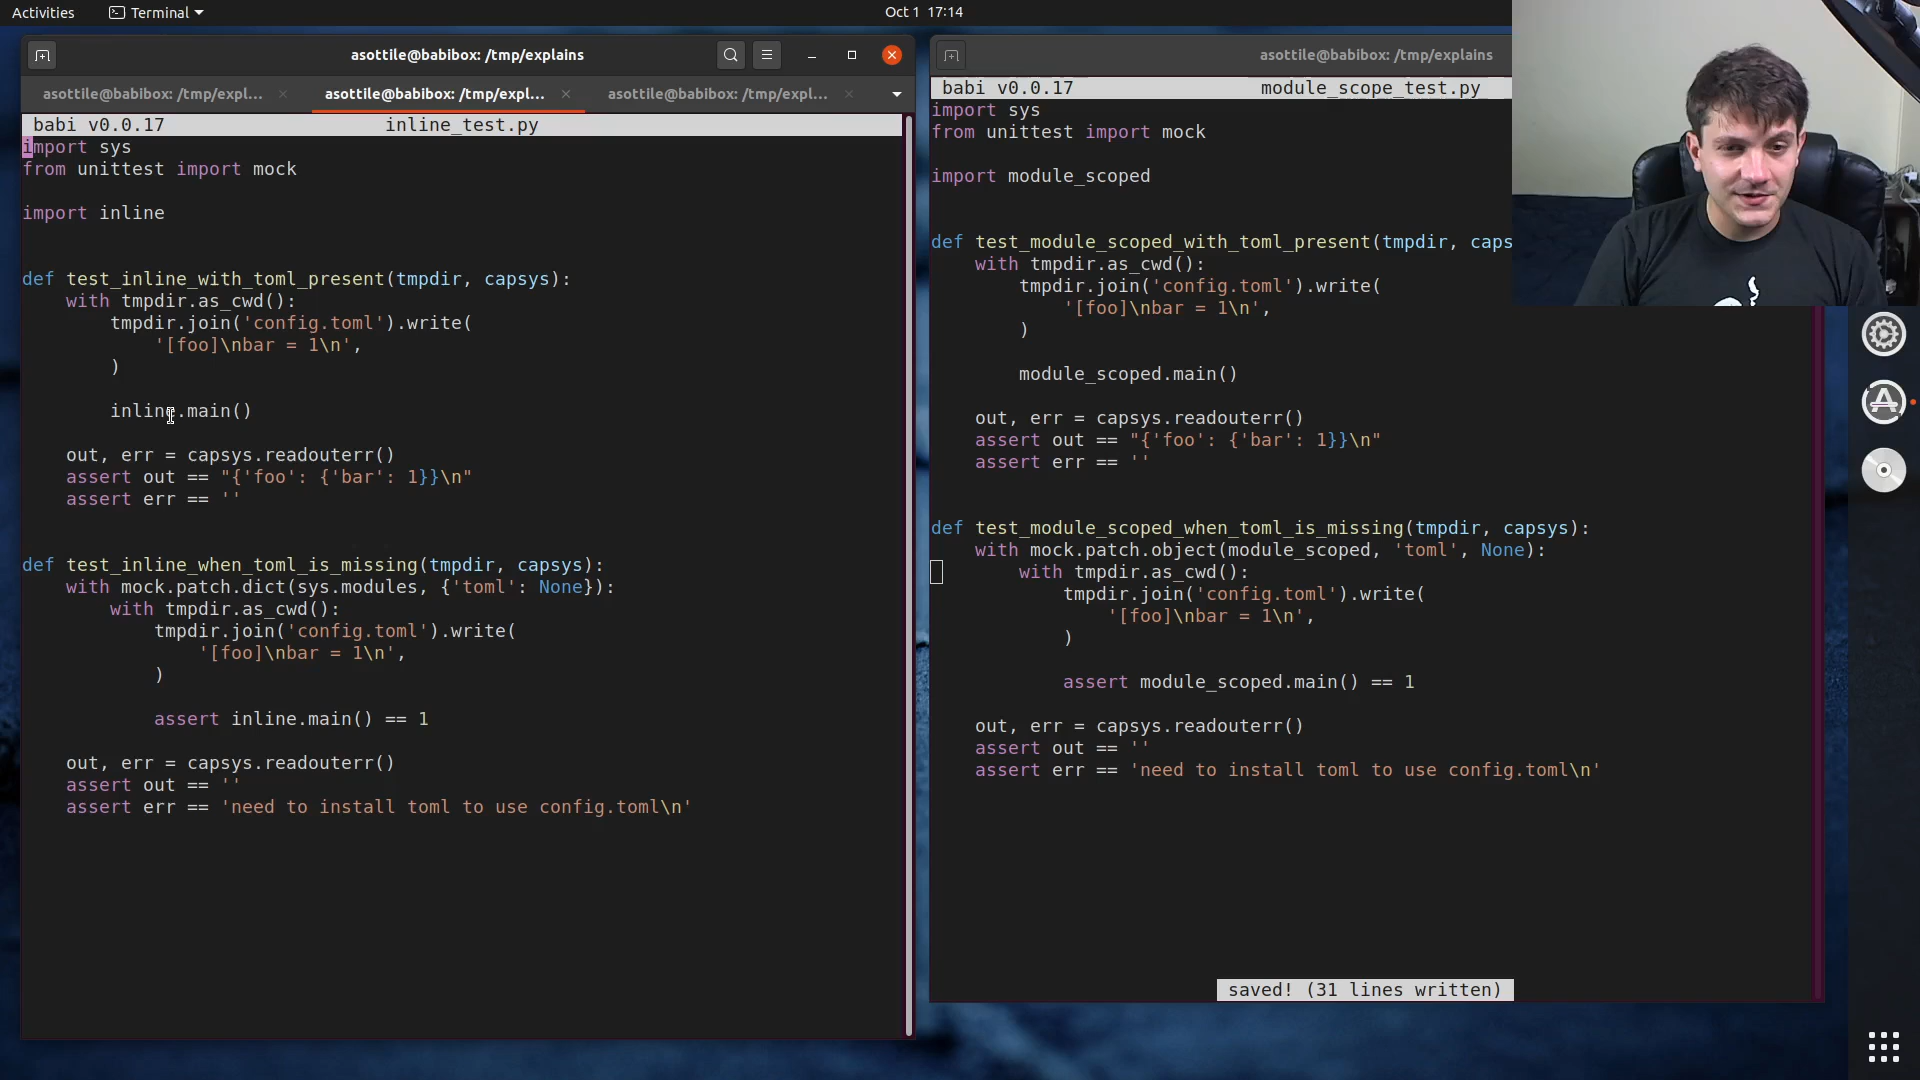 Activities
Terminal
Oct 1 17:14
asottile@babibox: /tmp/explains
asottile@babibox: /tmp/expl...
asottile@babibox: /tmp/expl...
asottile@babibox: /tmp/expl...
babi v0.0.17 inline_test.py
import sys
from unittest import mock
import inline
def test_inline_with_toml_present(tmpdir, capsys):
with tmpdir.as_cwd():
tmpdir.join('config.toml').write(
'[foo]\nbar = 1\n',
)
inline.main()
out, err = capsys.readouterr()
assert out == "{'foo': {'bar': 1}}\n"
assert err == ''
def test_inline_when_toml_is_missing(tmpdir, capsys):
with mock.patch.dict(sys.modules, {'toml': None}):
with tmpdir.as_cwd():
tmpdir.join('config.toml').write(
'[foo]\nbar = 1\n',
)
assert inline.main() == 1
out, err = capsys.readouterr()
assert out == ''
assert err == 'need to install toml to use config.toml\n'
asottile@babibox: /tmp/explains
babi v0.0.17 module_scope_test.py
import sys
from unittest import mock
import module_scoped
def test_module_scoped_with_toml_present(tmpdir, caps
with tmpdir.as_cwd():
tmpdir.join('config.toml').write(
'[foo]\nbar = 1\n',
)
module_scoped.main()
out, err = capsys.readouterr()
assert out == "{'foo': {'bar': 1}}\n"
assert err == ''
def test_module_scoped_when_toml_is_missing(tmpdir, capsys):
with mock.patch.object(module_scoped, 'toml', None):
with tmpdir.as_cwd():
tmpdir.join('config.toml').write(
'[foo]\nbar = 1\n',
)
assert module_scoped.main() == 1
out, err = capsys.readouterr()
assert out == ''
assert err == 'need to install toml to use config.toml\n'
saved! (31 lines written)